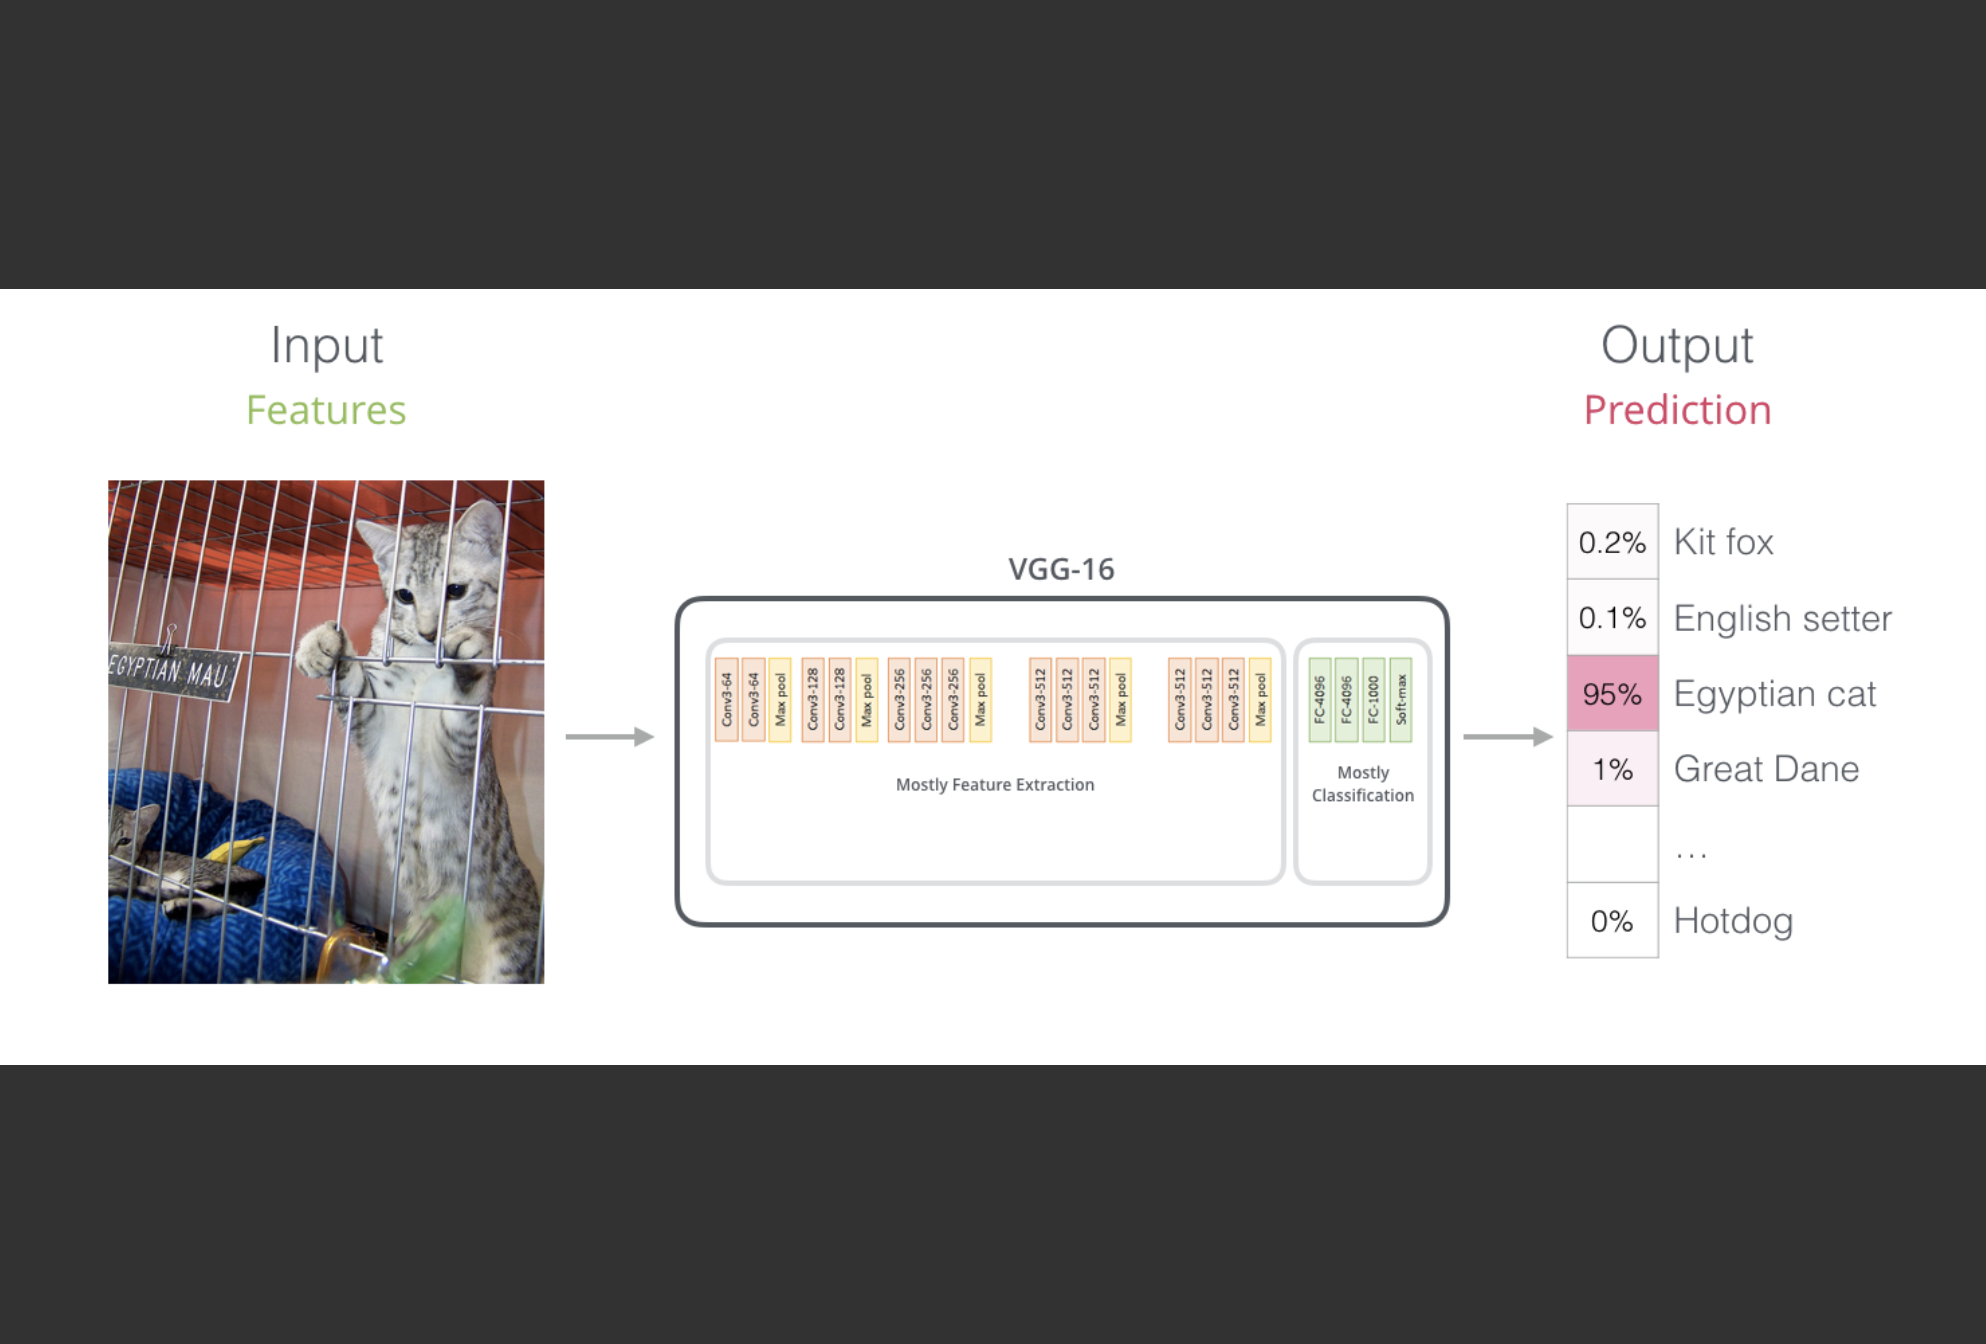 Input
Features
EGYPTIAN MAU
VGG-16
Conv3-64
Conv3-64
Max pool
Conv3-128
Conv3-128
Max pool
Conv3-256
Conv3-256
Conv3-256
Max pool
Conv3-512
Conv3-512
Conv3-512
Max pool
Conv3-512
Conv3-512
Conv3-512
Max pool
Mostly Feature Extraction
FC-4096
FC-4096
FC-1000
Soft-max
Mostly
Classification
Output
Prediction
0.2% Kit fox
0.1% English setter
95% Egyptian cat
1% Great Dane
...
0% Hotdog